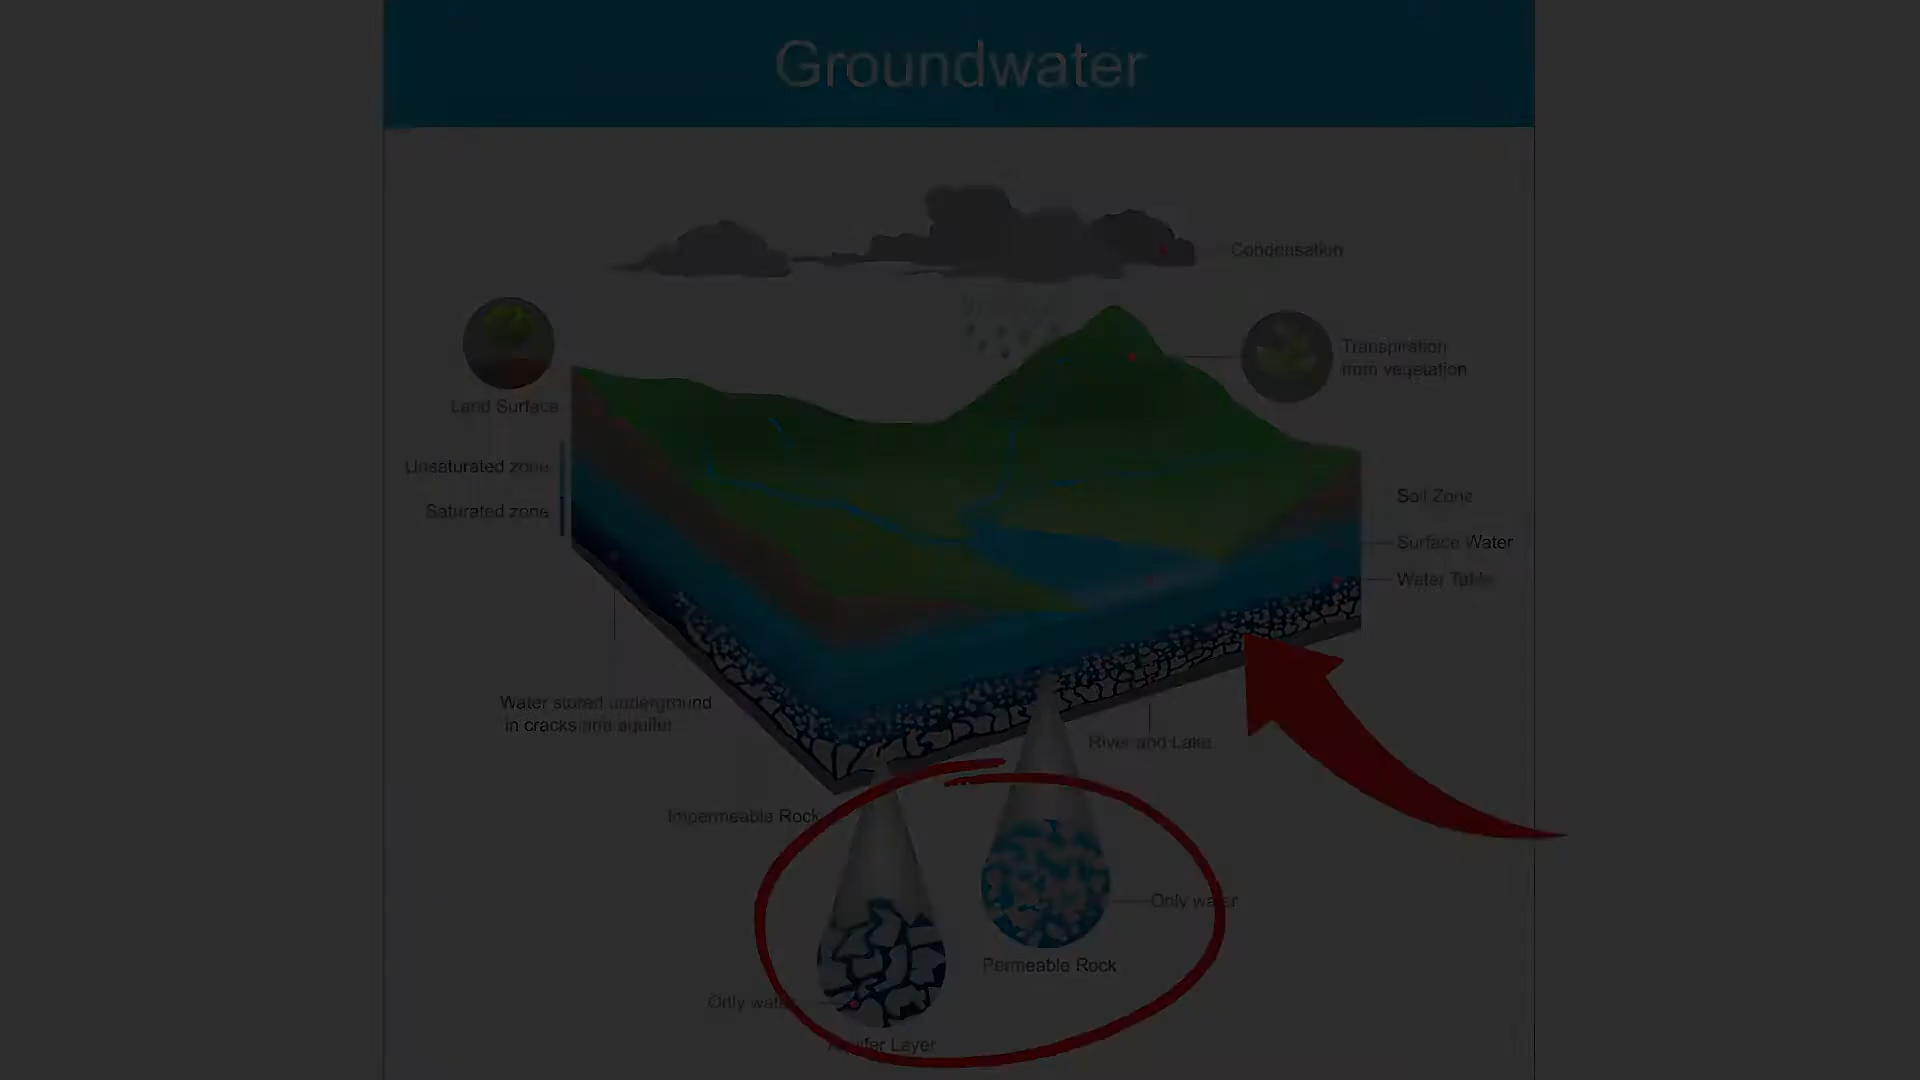 Groundwater
Condensation
Transpiration
from vegetation
Land Surface
Unsaturated zone
Saturated zone
Soil Zone
Surface Water
Water Table
Water stored underground
in cracks and aquifer
River and Lake
Impermeable Rock
Only water
Permeable Rock
Only water
Aquifer Layer